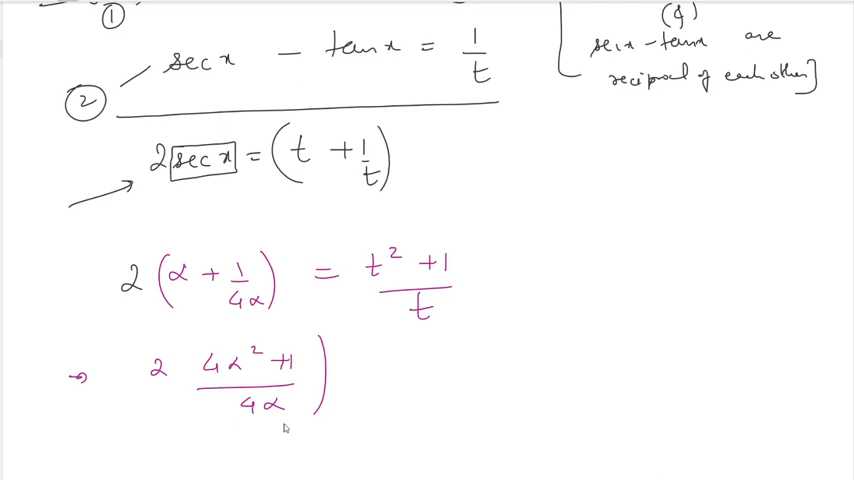 ①
(&)
sec x − tan x = 1/t
sec x − tan x are
reciprocal of each other]
②
2 sec x = (t + 1/t)
2 (α + 1/4α) = t² + 1 / t
→ 2 4α² + 1 / 4α )